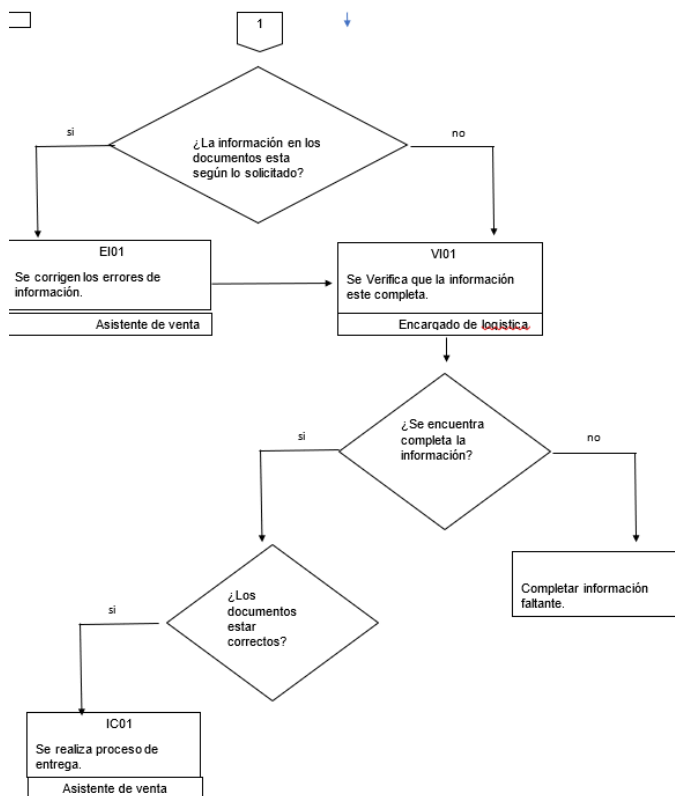 1
si
no
¿La información en los
documentos esta
según lo solicitado?
EI01
Se corrigen los errores de
información.
Asistente de venta
VI01
Se Verifica que la información
este completa.
Encargado de logistica
¿Se encuentra
completa la
información?
si
no
Completar información
faltante.
¿Los
documentos
estar
correctos?
si
IC01
Se realiza proceso de
entrega.
Asistente de venta